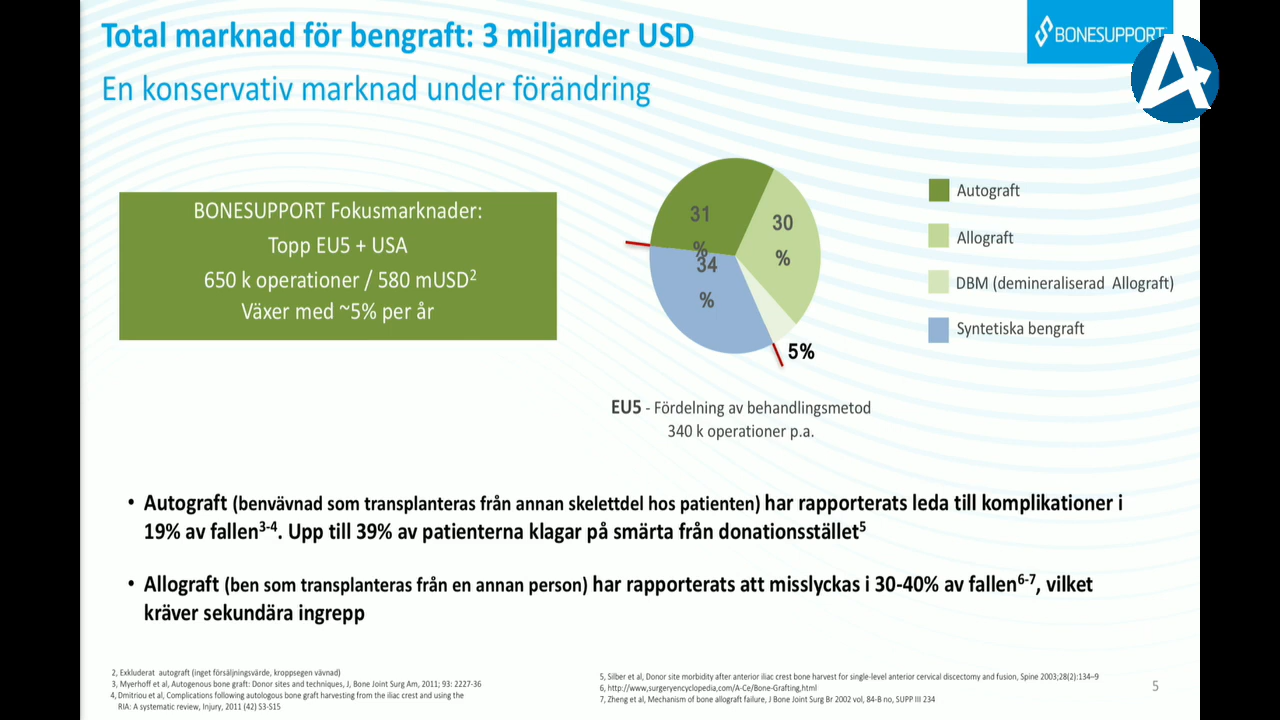 Total marknad för bengraft: 3 miljarder USD
En konservativ marknad under förändring
BONESUPPORT
A
BONESUPPORT Fokusmarknader:
Topp EU5 + USA
650 k operationer / 580 mUSD2
Växer med ~5% per år
31
%
30
%
34
%
5%
Autograft
Allograft
DBM (demineraliserad Allograft)
Syntetiska bengraft
EU5 - Fördelning av behandlingsmetod
340 k operationer p.a.
• Autograft (benvävnad som transplanteras från annan skelettdel hos patienten) har rapporterats leda till komplikationer i
19% av fallen3-4. Upp till 39% av patienterna klagar på smärta från donationsstället5
• Allograft (ben som transplanteras från en annan person) har rapporterats att misslyckas i 30-40% av fallen6-7, vilket
kräver sekundära ingrepp
2, Exkluderat autograft (inget försäljningsvärde, kroppsegen vävnad)
3, Myerhoff et al, Autogenous bone graft: Donor sites and techniques, J, Bone Joint Surg Am, 2011; 93: 2227-36
4, Dmitriou et al, Complications following autologous bone graft harvesting from the iliac crest and using the
RIA: A systematic review, Injury, 2011 (42) S3-S15
5, Silber et al, Donor site morbidity after anterior iliac crest bone harvest for single-level anterior cervical discectomy and fusion, Spine 2003;28(2):134–9
6, http://www,surgeryencyclopedia,com/A-Ce/Bone-Grafting,html
7, Zheng et al, Mechanism of bone allograft failure, J Bone Joint Surg Br 2002 vol, 84-B no, SUPP III 234
5